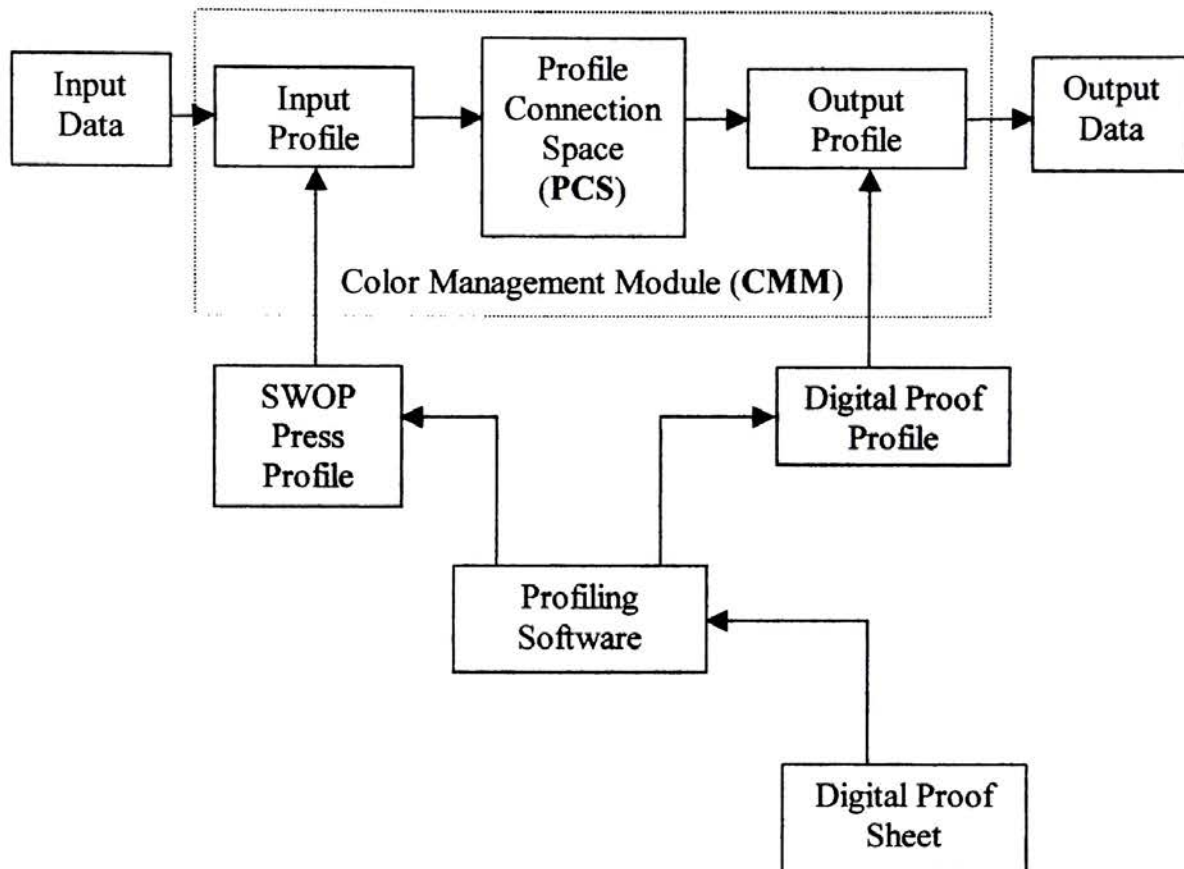 Input
Data
Input
Profile
Profile
Connection
Space
(PCS)
Output
Profile
Output
Data
Color Management Module (CMM)
SWOP
Press
Profile
Digital Proof
Profile
Profiling
Software
Digital Proof
Sheet